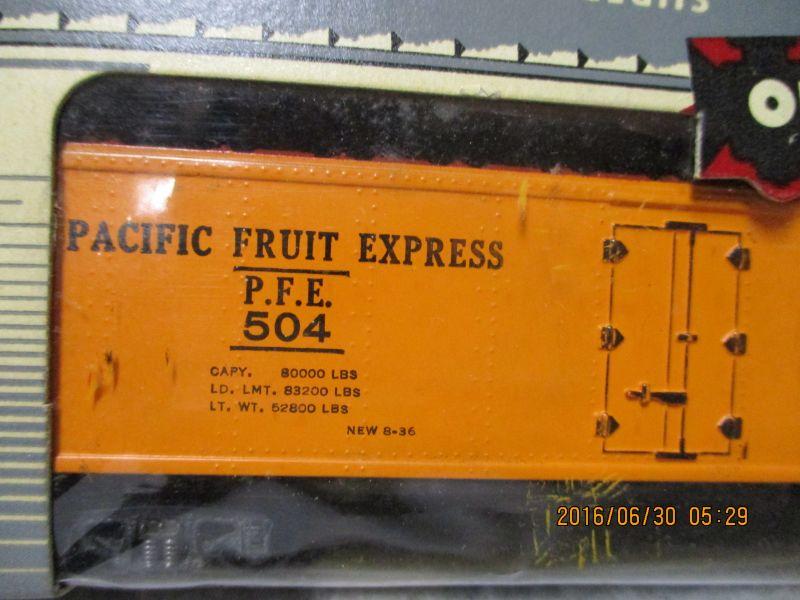 PACIFIC FRUIT EXPRESS
P.F.E.
504
CAPY. 80000 LBS
LD. LMT. 83200 LBS
LT. WT. 52800 LBS
NEW 8-36
2016/06/30 05:29